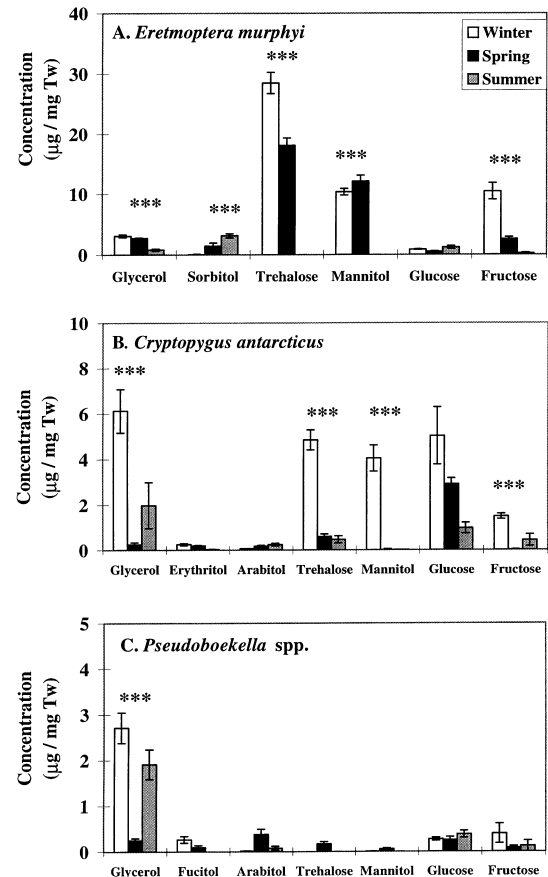 A. Eretmoptera murphyi
Winter
Spring
Summer
Concentration
(µg / mg Tw)
40
30
20
10
0
***
***
***
***
***
Glycerol Sorbitol Trehalose Mannitol Glucose Fructose
B. Cryptopygus antarcticus
Concentration
(µg / mg Tw)
10
8
6
4
2
0
***
***
***
***
Glycerol Erythritol Arabitol Trehalose Mannitol Glucose Fructose
C. Pseudoboekella spp.
Concentration
(µg / mg Tw)
5
4
3
2
1
0
***
Glycerol Fucitol Arabitol Trehalose Mannitol Glucose Fructose